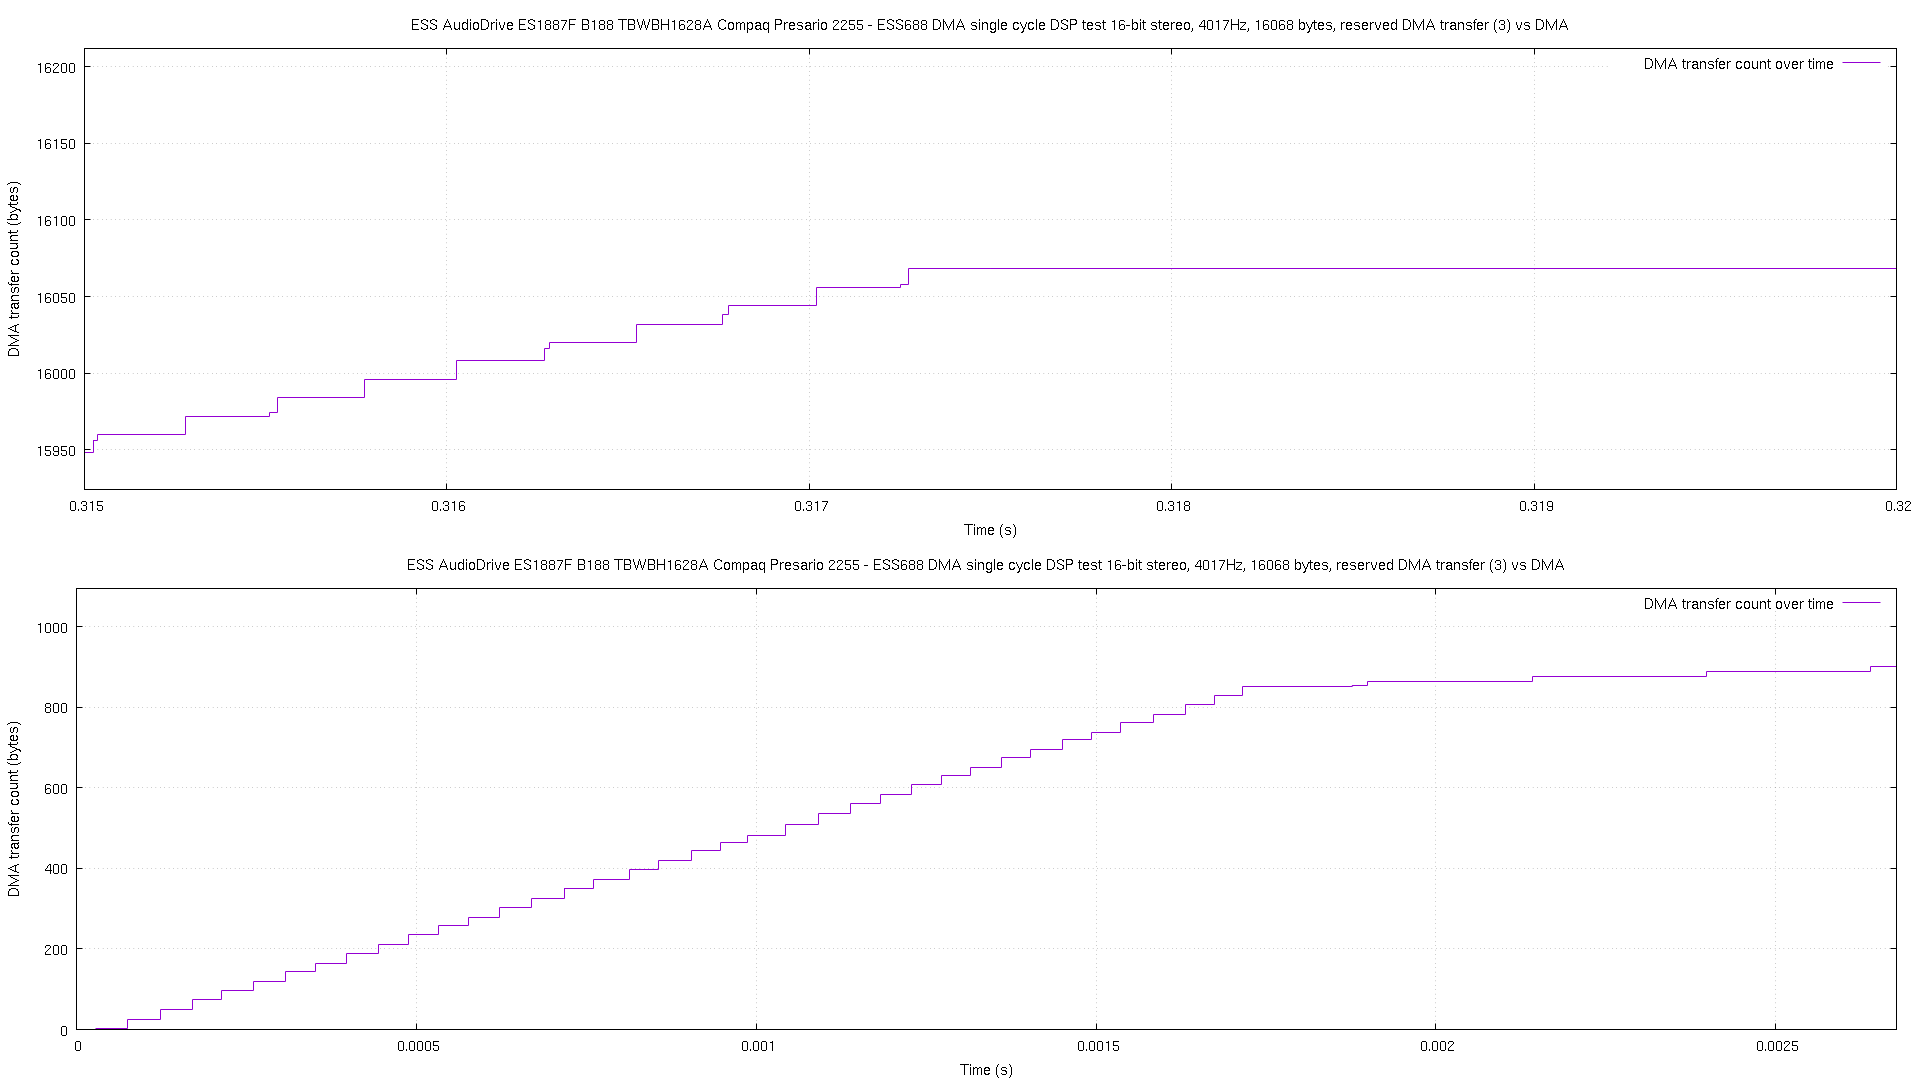 ESS AudioDrive ES1887F B188 TBWBH1628A Compaq Presario 2255 - ESS688 DMA single cycle DSP test 16-bit stereo, 4017Hz, 16068 bytes, reserved DMA transfer (3) vs DMA
DMA transfer count over time
16200
16150
16100
16050
16000
15950
DMA transfer count (bytes)
0.315 0.316 0.317 0.318 0.319 0.32
Time (s)
ESS AudioDrive ES1887F B188 TBWBH1628A Compaq Presario 2255 - ESS688 DMA single cycle DSP test 16-bit stereo, 4017Hz, 16068 bytes, reserved DMA transfer (3) vs DMA
DMA transfer count over time
1000
800
600
400
200
0
DMA transfer count (bytes)
0 0.0005 0.001 0.0015 0.002 0.0025
Time (s)